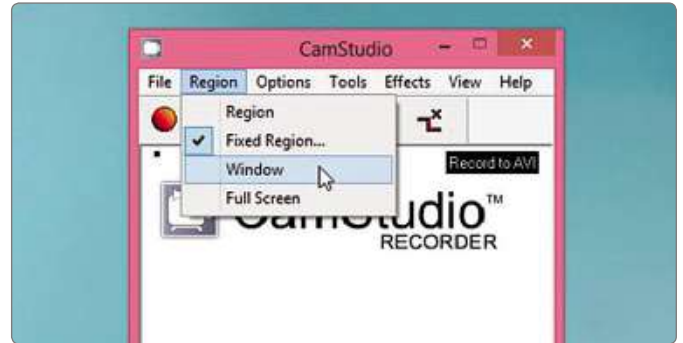 CamStudio
File Region Options Tools Effects View Help
Region
Fixed Region...
Window
Full Screen
Record to AVI
CamStudio™
RECORDER